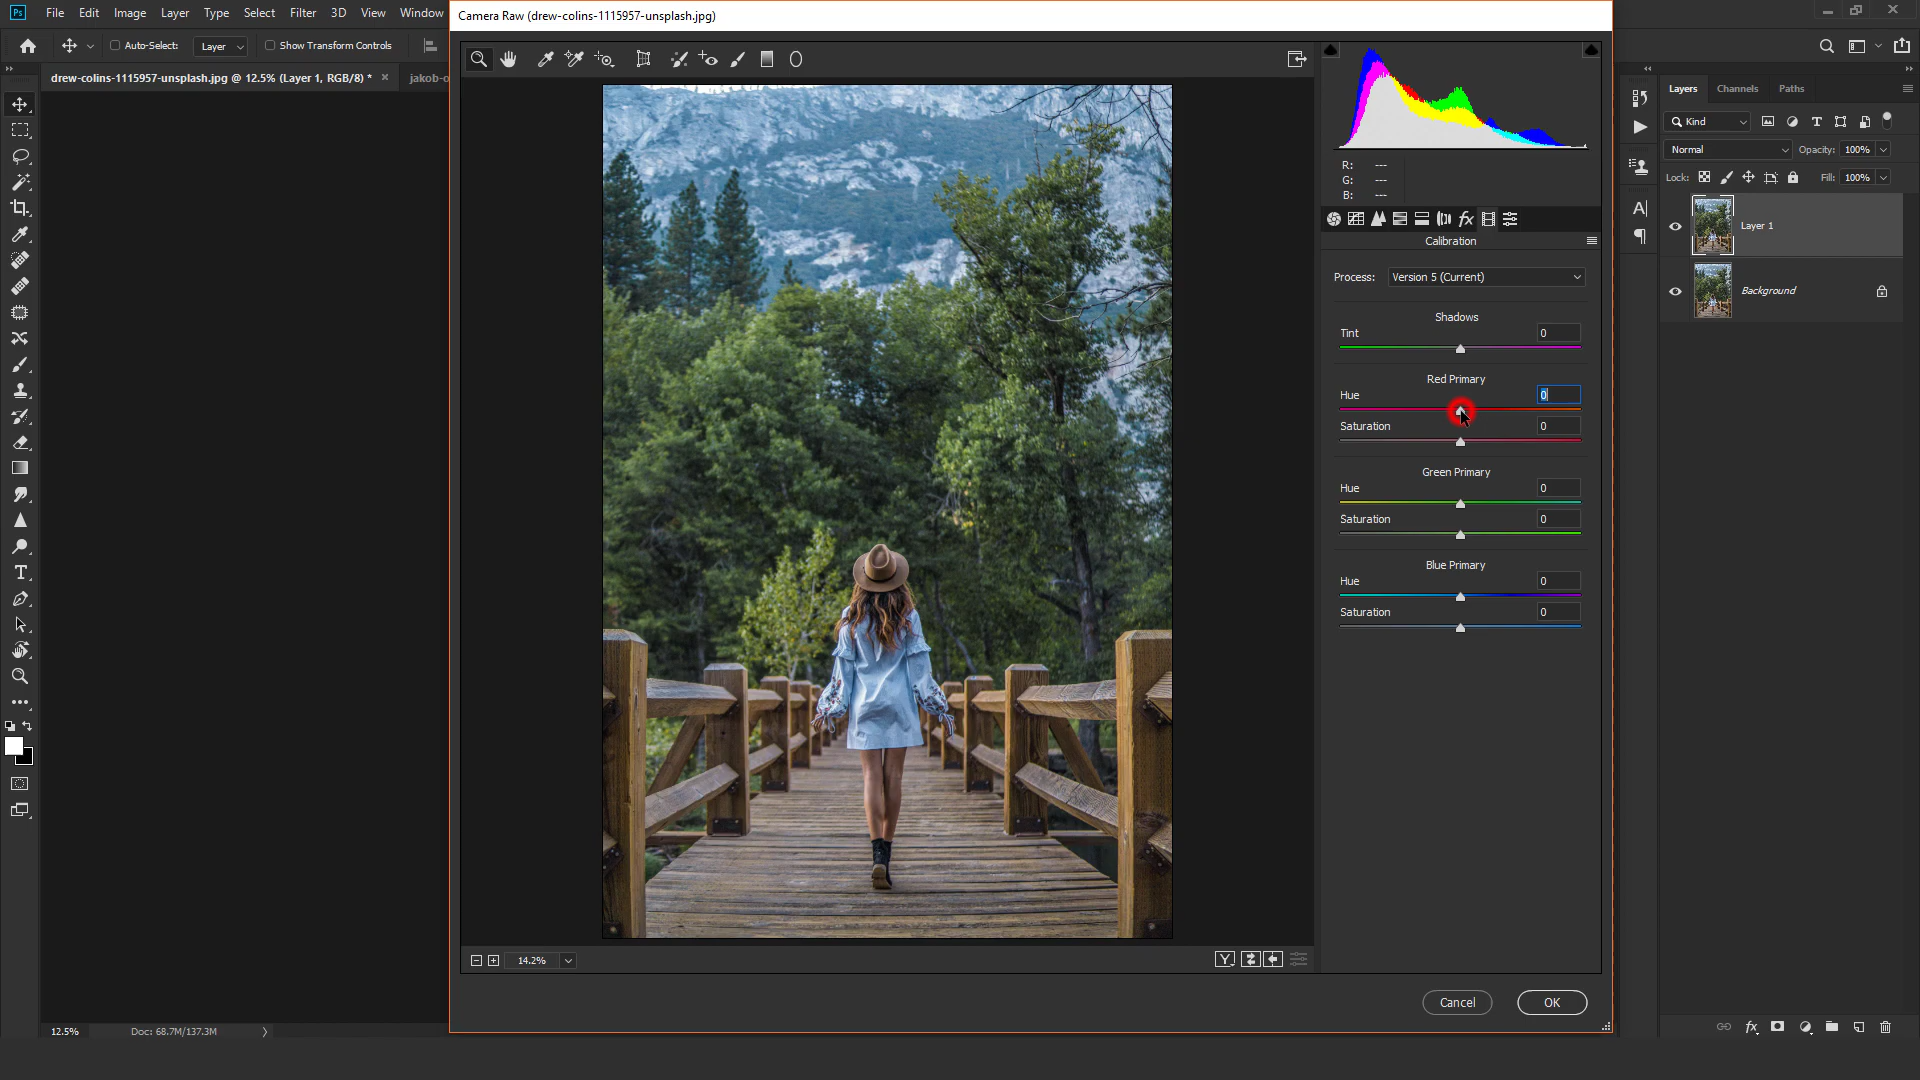 Ps File Edit Image Layer Type Select Filter 3D View Window
Camera Raw (drew-colins-1115957-unsplash.jpg)
Auto-Select: Layer Show Transform Controls
drew-colins-1115957-unsplash.jpg @ 12.5% (Layer 1, RGB/8) * × jakob-o
R: ---
G: ---
B: ---
fx
Calibration
Process: Version 5 (Current)
Shadows
Tint 0
Red Primary
Hue 0
Saturation 0
Green Primary
Hue 0
Saturation 0
Blue Primary
Hue 0
Saturation 0
14.2%
Y
Cancel OK
12.5% Doc: 68.7M/137.3M
Layers Channels Paths
Kind
Normal Opacity: 100%
Lock: Fill: 100%
Layer 1
Background
fx